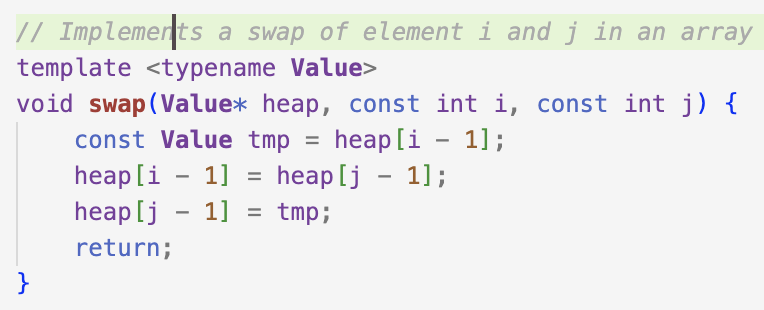 // Implements a swap of element i and j in an array
template <typename Value>
void swap(Value* heap, const int i, const int j) {
    const Value tmp = heap[i - 1];
    heap[i - 1] = heap[j - 1];
    heap[j - 1] = tmp;
    return;
}